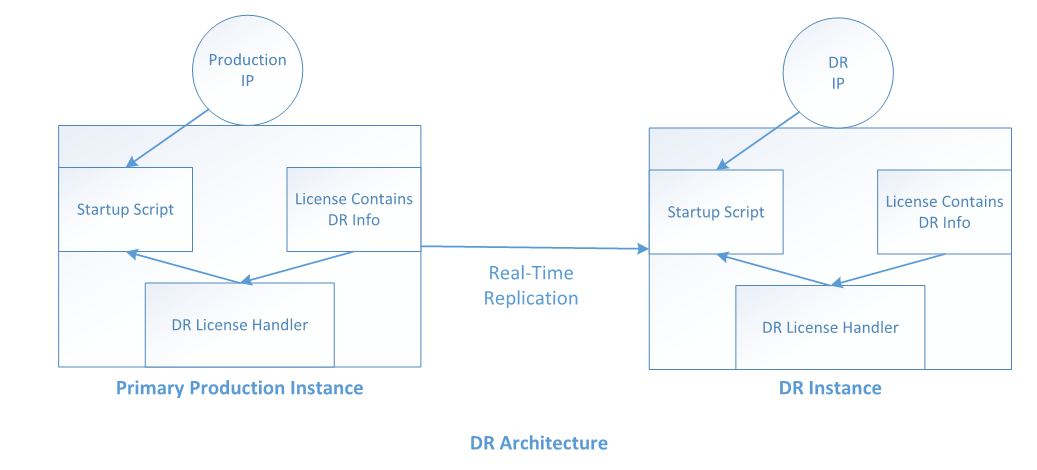 Production
IP
Startup Script
License Contains
DR Info
DR License Handler
Primary Production Instance
Real-Time
Replication
DR
IP
Startup Script
License Contains
DR Info
DR License Handler
DR Instance
DR Architecture